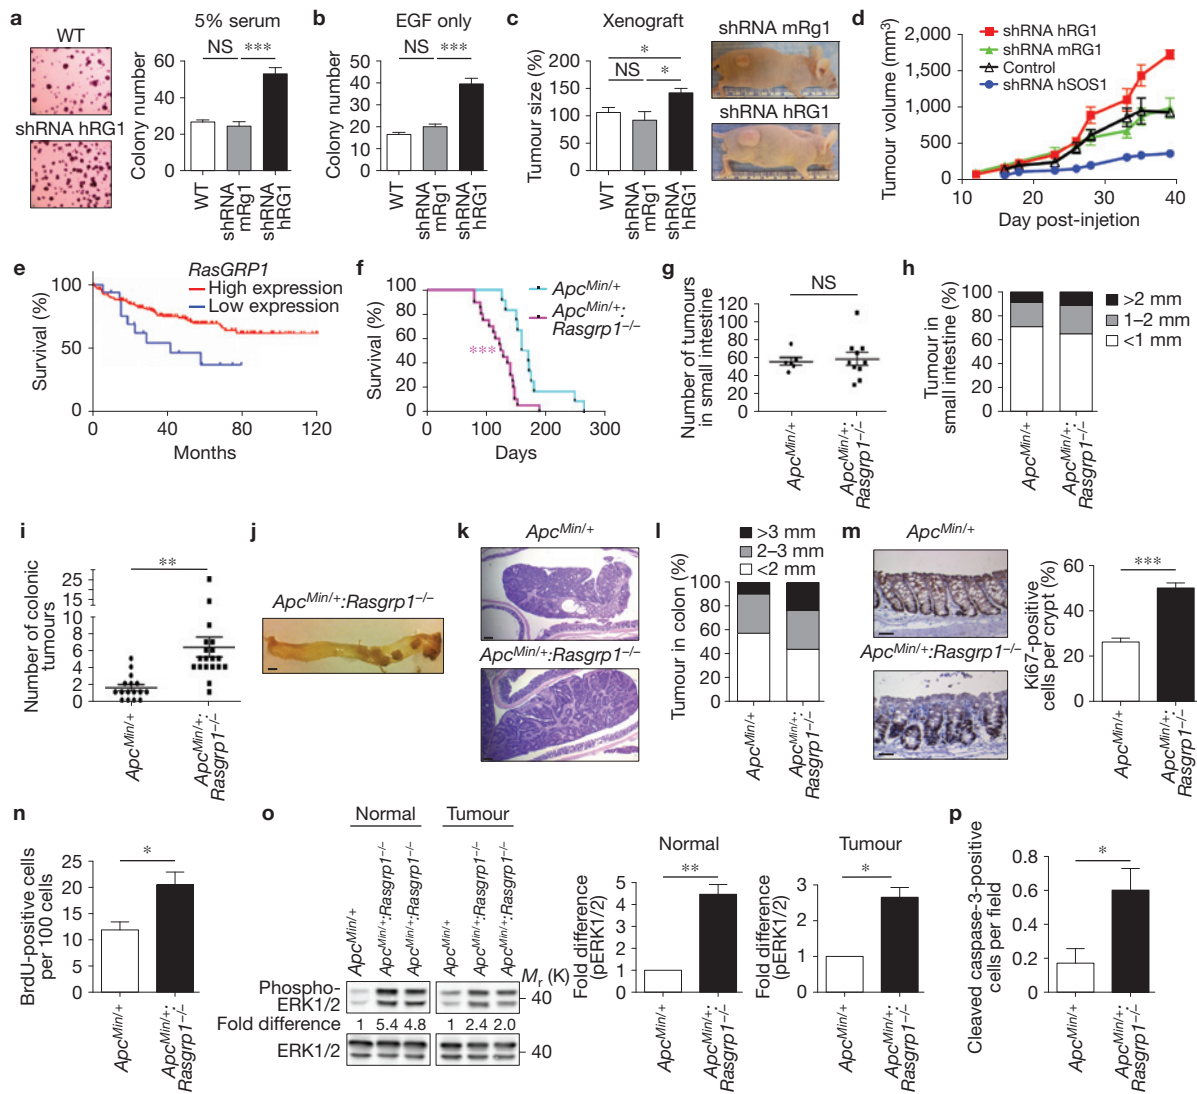 a
WT
shRNA hRG1
5% serum
NS ***
Colony number
60
40
20
0
WT
shRNA
mRg1
shRNA
hRG1
b
EGF only
NS ***
Colony number
50
40
30
20
10
0
WT
shRNA
mRg1
shRNA
hRG1
c
Xenograft
*
NS *
Tumour size (%)
200
150
100
50
0
WT
shRNA
mRg1
shRNA
hRG1
shRNA mRg1
shRNA hRG1
d
Tumour volume (mm3)
2,000
1,500
1,000
500
0
10 20 30 40
Day post-injetion
shRNA hRG1
shRNA mRG1
Control
shRNA hSOS1
e
RasGRP1
High expression
Low expression
Survival (%)
100
50
0
0 40 80 120
Months
f
Survival (%)
100
80
60
40
20
0
0 100 200 300
Days
***
ApcMin/+
ApcMin/+:
Rasgrp1–/–
g
NS
Number of tumours
in small intestine
120
100
80
60
40
20
0
ApcMin/+
ApcMin/+:
Rasgrp1–/–
h
Tumour in
small intestine (%)
100
80
60
40
20
0
>2 mm
1–2 mm
<1 mm
ApcMin/+
ApcMin/+:
Rasgrp1–/–
i
**
Number of colonic
tumours
25
20
15
10
8
6
4
2
0
ApcMin/+
ApcMin/+:
Rasgrp1–/–
j
ApcMin/+:Rasgrp1–/–
k
ApcMin/+
ApcMin/+:Rasgrp1–/–
l
>3 mm
2–3 mm
<2 mm
Tumour in colon (%)
100
80
60
40
20
0
ApcMin/+
ApcMin/+:
Rasgrp1–/–
m
ApcMin/+
ApcMin/+:Rasgrp1–/–
***
Ki67-positive
cells per crypt (%)
60
40
20
0
ApcMin/+
ApcMin/+:
Rasgrp1–/–
n
*
BrdU-positive cells
per 100 cells
25
20
15
10
5
0
ApcMin/+
ApcMin/+:
Rasgrp1–/–
o
Normal Tumour
ApcMin/+
ApcMin/+:Rasgrp1–/–
ApcMin/+:Rasgrp1–/–
ApcMin/+
ApcMin/+:Rasgrp1–/–
ApcMin/+:Rasgrp1–/–
Mr (K)
Phospho-
ERK1/2
40
Fold difference 1 5.4 4.8 1 2.4 2.0
ERK1/2
40
Normal
**
Fold difference
(pERK1/2)
5
4
3
2
1
0
ApcMin/+
ApcMin/+:
Rasgrp1–/–
Tumour
*
Fold difference
(pERK1/2)
3
2
1
0
ApcMin/+
ApcMin/+:
Rasgrp1–/–
p
*
Cleaved caspase-3-positive
cells per field
0.8
0.6
0.4
0.2
0
ApcMin/+
ApcMin/+:
Rasgrp1–/–